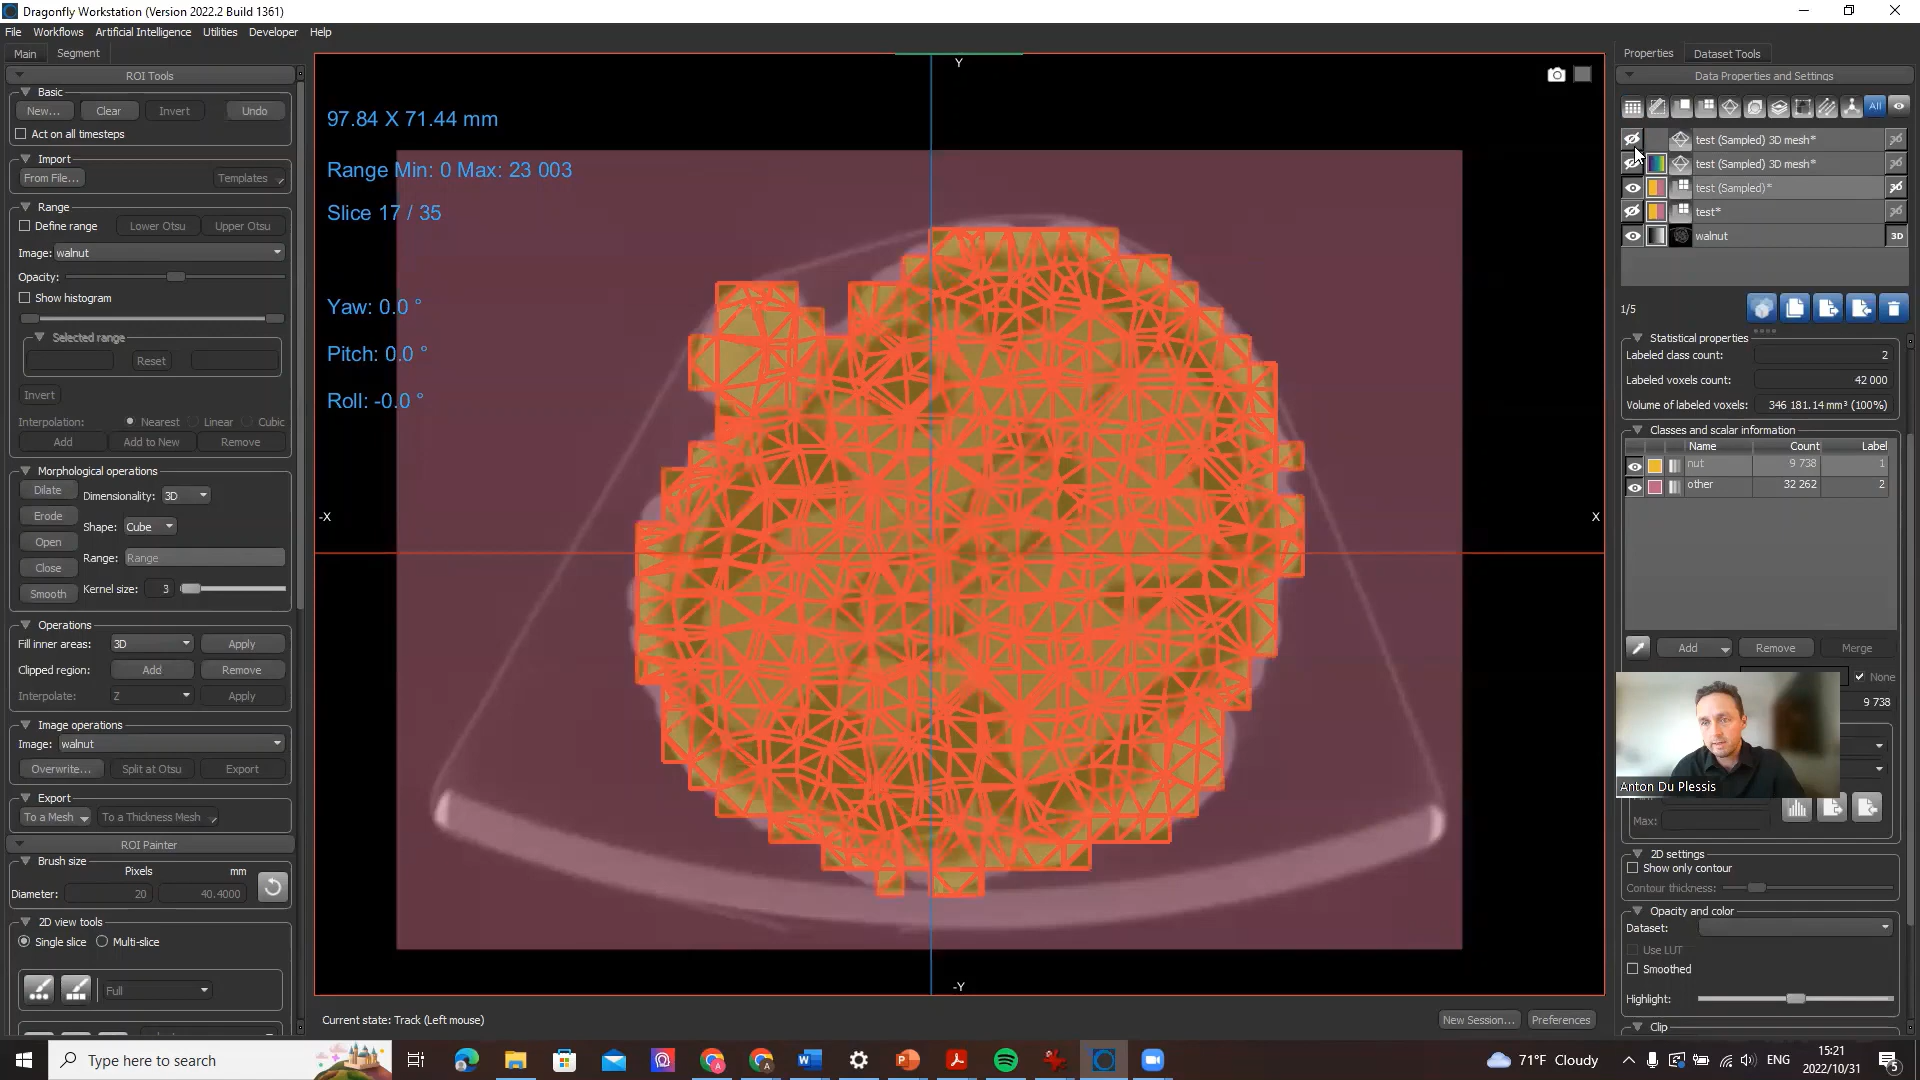 Dragonfly Workstation (Version 2022.2 Build 1361)
File Workflows Artificial Intelligence Utilities Developer Help
Main Segment
ROI Tools
Basic
New... Clear Invert Undo
Act on all timesteps
Import
From File... Templates
Range
Define range Lower Otsu Upper Otsu
Image: walnut
Opacity:
Show histogram
Selected range
Reset
Invert
Interpolation: Nearest Linear Cubic
Add Add to New Remove
Morphological operations
Dilate Dimensionality: 3D
Erode
Shape: Cube
Open
Range: Range
Close
Kernel size: 3
Smooth
Operations
Fill inner areas: 3D Apply
Clipped region: Add Remove
Interpolate: Z Apply
Image operations
Image: walnut
Overwrite... Split at Otsu Export
Export
To a Mesh To a Thickness Mesh
ROI Painter
Brush size
Pixels mm
Diameter: 20 40.4000
2D view tools
Single slice Multi-slice
Full
Y
97.84 X 71.44 mm
Range Min: 0 Max: 23 003
Slice 17 / 35
Yaw: 0.0 °
Pitch: 0.0 °
Roll: -0.0 °
-X
X
-Y
Current state: Track (Left mouse)
New Session... Preferences
Properties Dataset Tools
Data Properties and Settings
All
test (Sampled) 3D mesh*
test (Sampled) 3D mesh*
test (Sampled)*
test*
walnut 3D
1/5
Statistical properties
Labeled class count: 2
Labeled voxels count: 42 000
Volume of labeled voxels: 346 181.14 mm³ (100%)
Classes and scalar information
Name Count Label
nut 9 738 1
other 32 262 2
Add Remove Merge
None
9 738
Anton Du Plessis
Max:
2D settings
Show only contour
Contour thickness:
Opacity and color
Dataset:
Use LUT
Smoothed
Highlight:
Clip
Type here to search
71°F Cloudy
ENG
15:21
2022/10/31
5